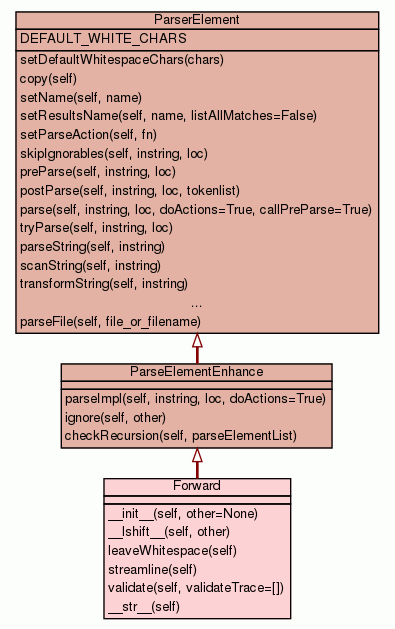 ParserElement
DEFAULT_WHITE_CHARS
setDefaultWhitespaceChars(chars)
copy(self)
setName(self, name)
setResultsName(self, name, listAllMatches=False)
setParseAction(self, fn)
skipIgnorables(self, instring, loc)
preParse(self, instring, loc)
postParse(self, instring, loc, tokenlist)
parse(self, instring, loc, doActions=True, callPreParse=True)
tryParse(self, instring, loc)
parseString(self, instring)
scanString(self, instring)
transformString(self, instring)
...
parseFile(self, file_or_filename)
ParseElementEnhance
parseImpl(self, instring, loc, doActions=True)
ignore(self, other)
checkRecursion(self, parseElementList)
Forward
__init__(self, other=None)
__lshift__(self, other)
leaveWhitespace(self)
streamline(self)
validate(self, validateTrace=[])
__str__(self)